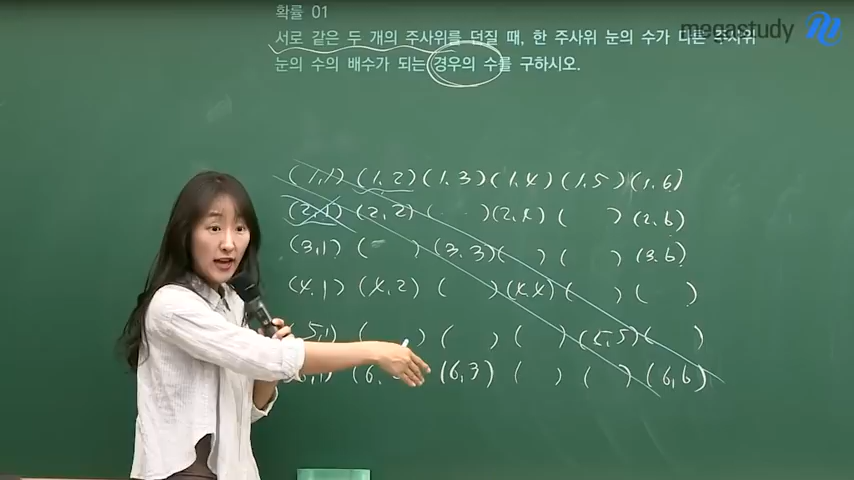 확률 01
megastudy
서로 같은 두 개의 주사위를 던질 때, 한 주사위 눈의 수가 다른 주사위
눈의 수의 배수가 되는 경우의 수를 구하시오.
(1,1) (1,2) (1,3) (1,4) (1,5) (1,6)
(2,1) (2,2) ( ) (2,4) ( ) (2,6)
(3,1) ( ) (3,3) ( ) ( ) (3,6)
(4,1) (4,2) ( ) (4,4) ( ) ( )
5,1) ( ) ( ) ( ) (5,5) ( )
6,1) (6, (6,3) ( ) ( ) (6,6)